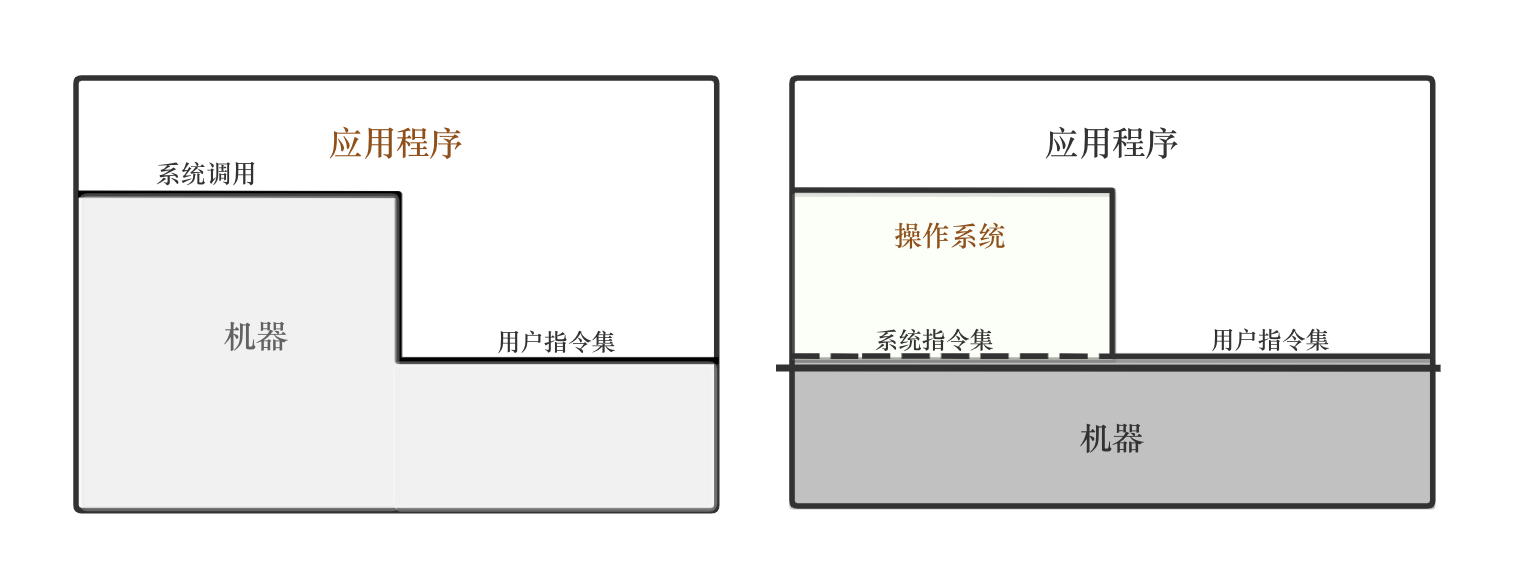 应用程序
系统调用
机器
用户指令集
应用程序
操作系统
系统指令集
用户指令集
机器